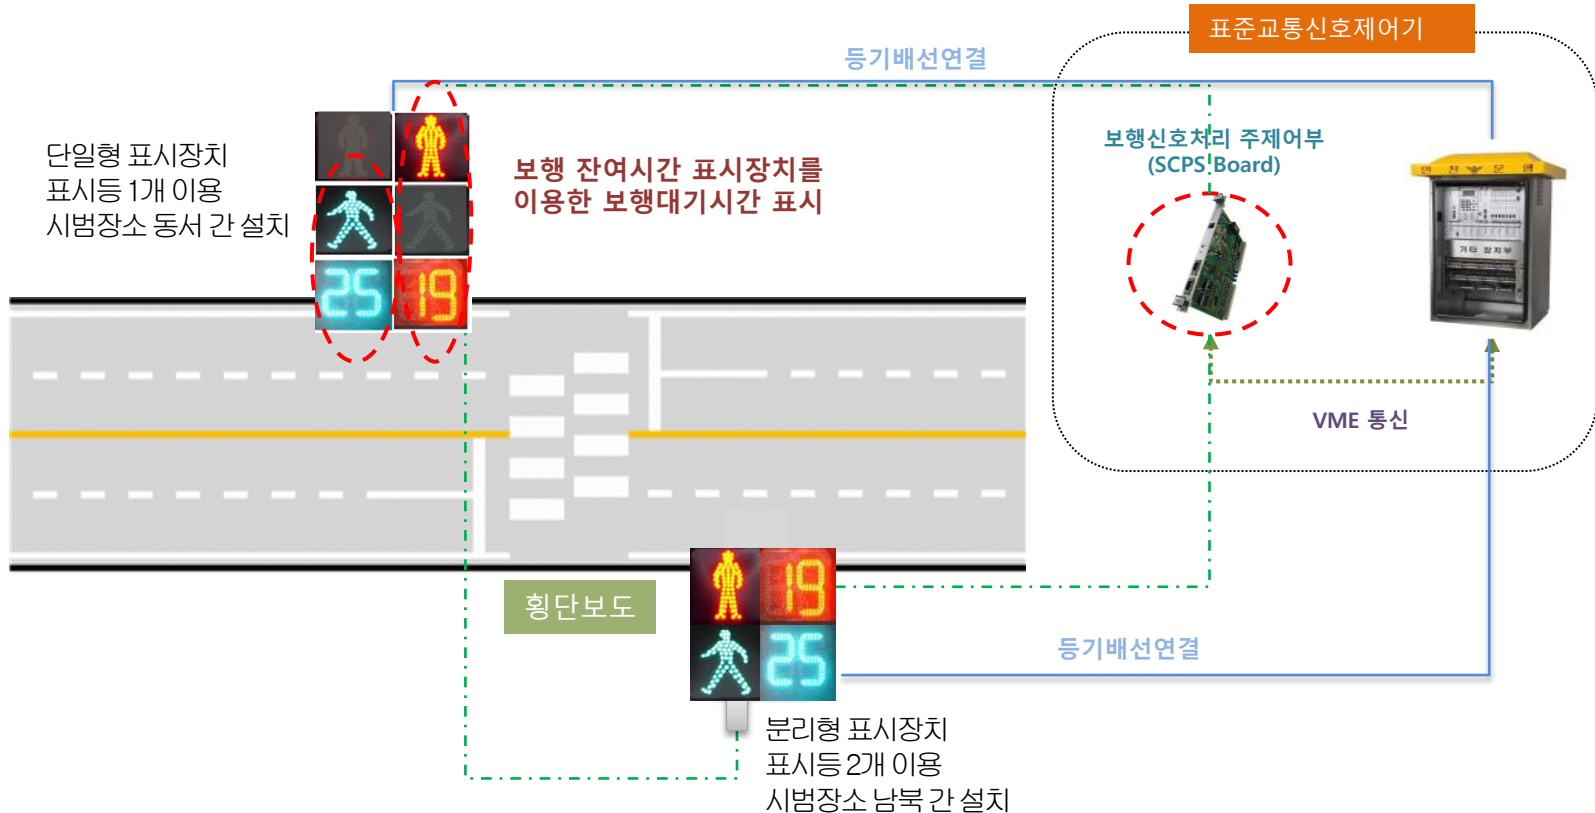 표준교통신호제어기
등기배선연결
단일형 표시장치
표시등 1개 이용
시범장소 동서 간 설치
보행 잔여시간 표시장치를
이용한 보행대기시간 표시
보행신호처리 주제어부
(SCPS Board)
기타 장치부
25
19
VME 통신
횡단보도
19
25
등기배선연결
분리형 표시장치
표시등 2개 이용
시범장소 남북 간 설치